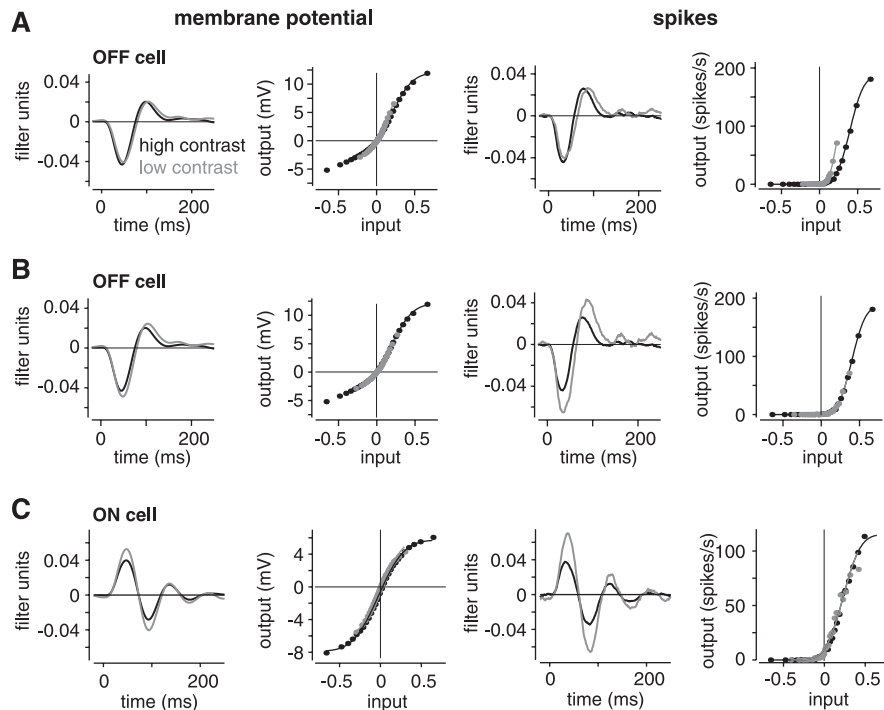 membrane potential
spikes
A
OFF cell
filter units
0.04
0
-0.04
high contrast
low contrast
0
200
time (ms)
output (mV)
10
5
0
-5
-0.5
0
0.5
input
filter units
0.04
0
-0.04
0
200
time (ms)
output (spikes/s)
200
100
0
-0.5
0
0.5
input
B
OFF cell
filter units
0.04
0
-0.04
0
200
time (ms)
output (mV)
10
5
0
-5
-0.5
0
0.5
input
filter units
0.04
0
-0.04
0
200
time (ms)
output (spikes/s)
200
100
0
-0.5
0
0.5
input
C
ON cell
filter units
0.04
0
-0.04
0
200
time (ms)
output (mV)
4
0
-4
-8
-0.5
0
0.5
input
filter units
0.04
0
-0.04
0
200
time (ms)
output (spikes/s)
100
50
0
-0.5
0
0.5
input